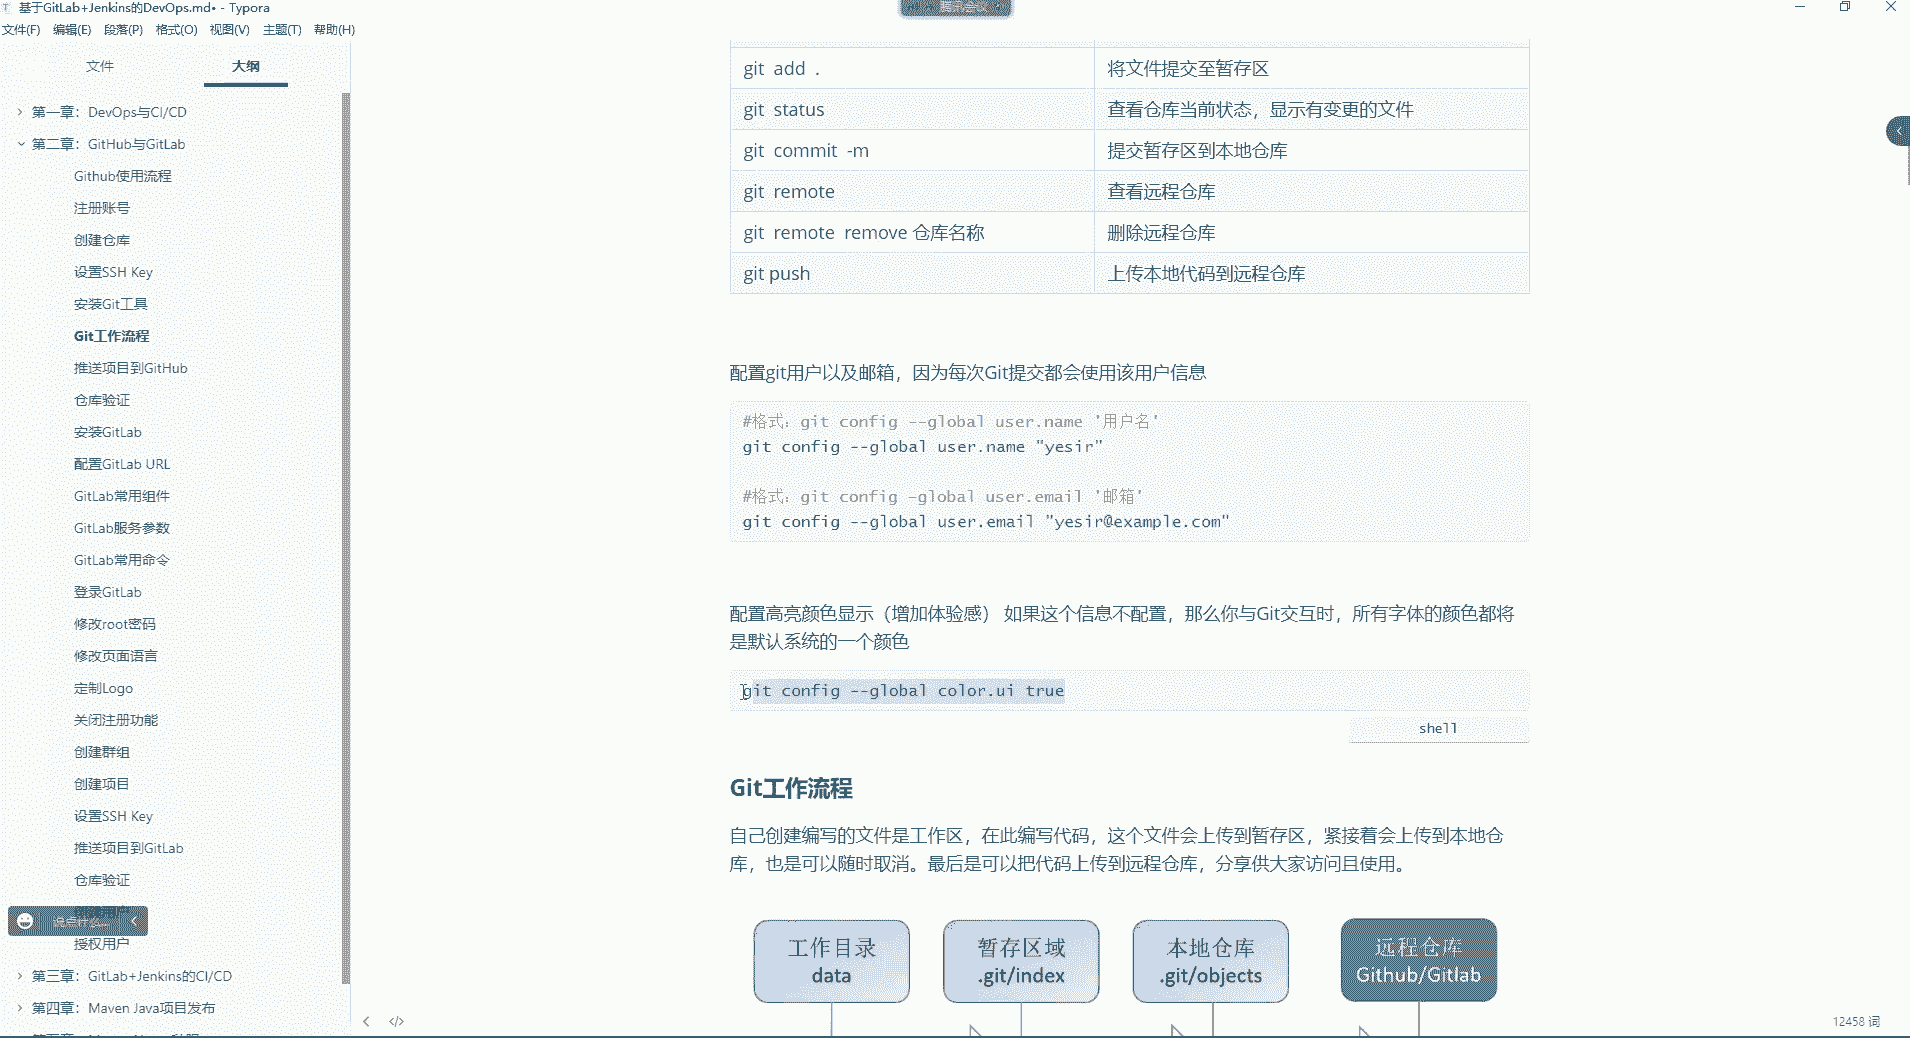 基于GitLab+Jenkins的DevOps.md• - Typora
腾讯会议
文件(F) 编辑(E) 段落(P) 格式(O) 视图(V) 主题(T) 帮助(H)
文件 大纲
第一章：DevOps与CI/CD
第二章：GitHub与GitLab
Github使用流程
注册账号
创建仓库
设置SSH Key
安装Git工具
Git工作流程
推送项目到GitHub
仓库验证
安装GitLab
配置GitLab URL
GitLab常用组件
GitLab服务参数
GitLab常用命令
登录GitLab
修改root密码
修改页面语言
定制Logo
关闭注册功能
创建群组
创建项目
设置SSH Key
推送项目到GitLab
仓库验证
说点什么...
授权用户
第三章：GitLab+Jenkins的CI/CD
第四章：Maven Java项目发布
git add . 将文件提交至暂存区
git status 查看仓库当前状态，显示有变更的文件
git commit -m 提交暂存区到本地仓库
git remote 查看远程仓库
git remote remove 仓库名称 删除远程仓库
git push 上传本地代码到远程仓库
配置git用户以及邮箱，因为每次Git提交都会使用该用户信息
#格式：git config --global user.name '用户名'
git config --global user.name "yesir"
#格式：git config –global user.email '邮箱'
git config --global user.email "yesir@example.com"
配置高亮颜色显示（增加体验感） 如果这个信息不配置，那么你与Git交互时，所有字体的颜色都将
是默认系统的一个颜色
git config --global color.ui true
shell
Git工作流程
自己创建编写的文件是工作区，在此编写代码，这个文件会上传到暂存区，紧接着会上传到本地仓
库，也是可以随时取消。最后是可以把代码上传到远程仓库，分享供大家访问且使用。
工作目录
data
暂存区域
.git/index
本地仓库
.git/objects
远程仓库
Github/Gitlab
12458 词